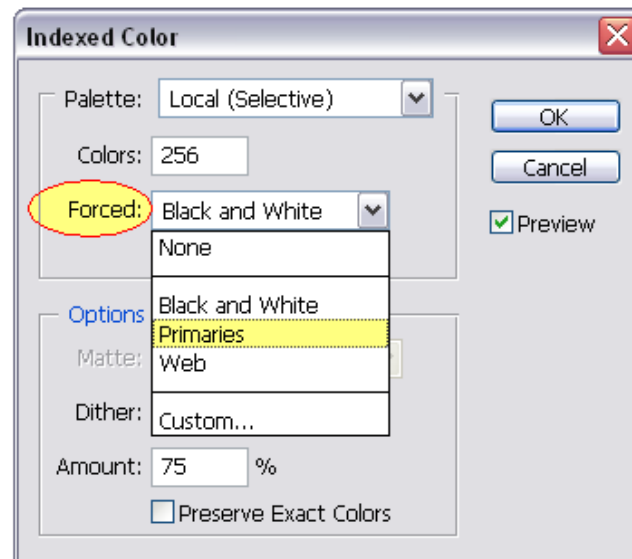 Indexed Color
Palette: Local (Selective)
OK
Colors: 256
Cancel
Forced: Black and White
Preview
None
Black and White
Options
Primaries
Matte:
Web
Dither:
Custom...
Amount: 75 %
Preserve Exact Colors